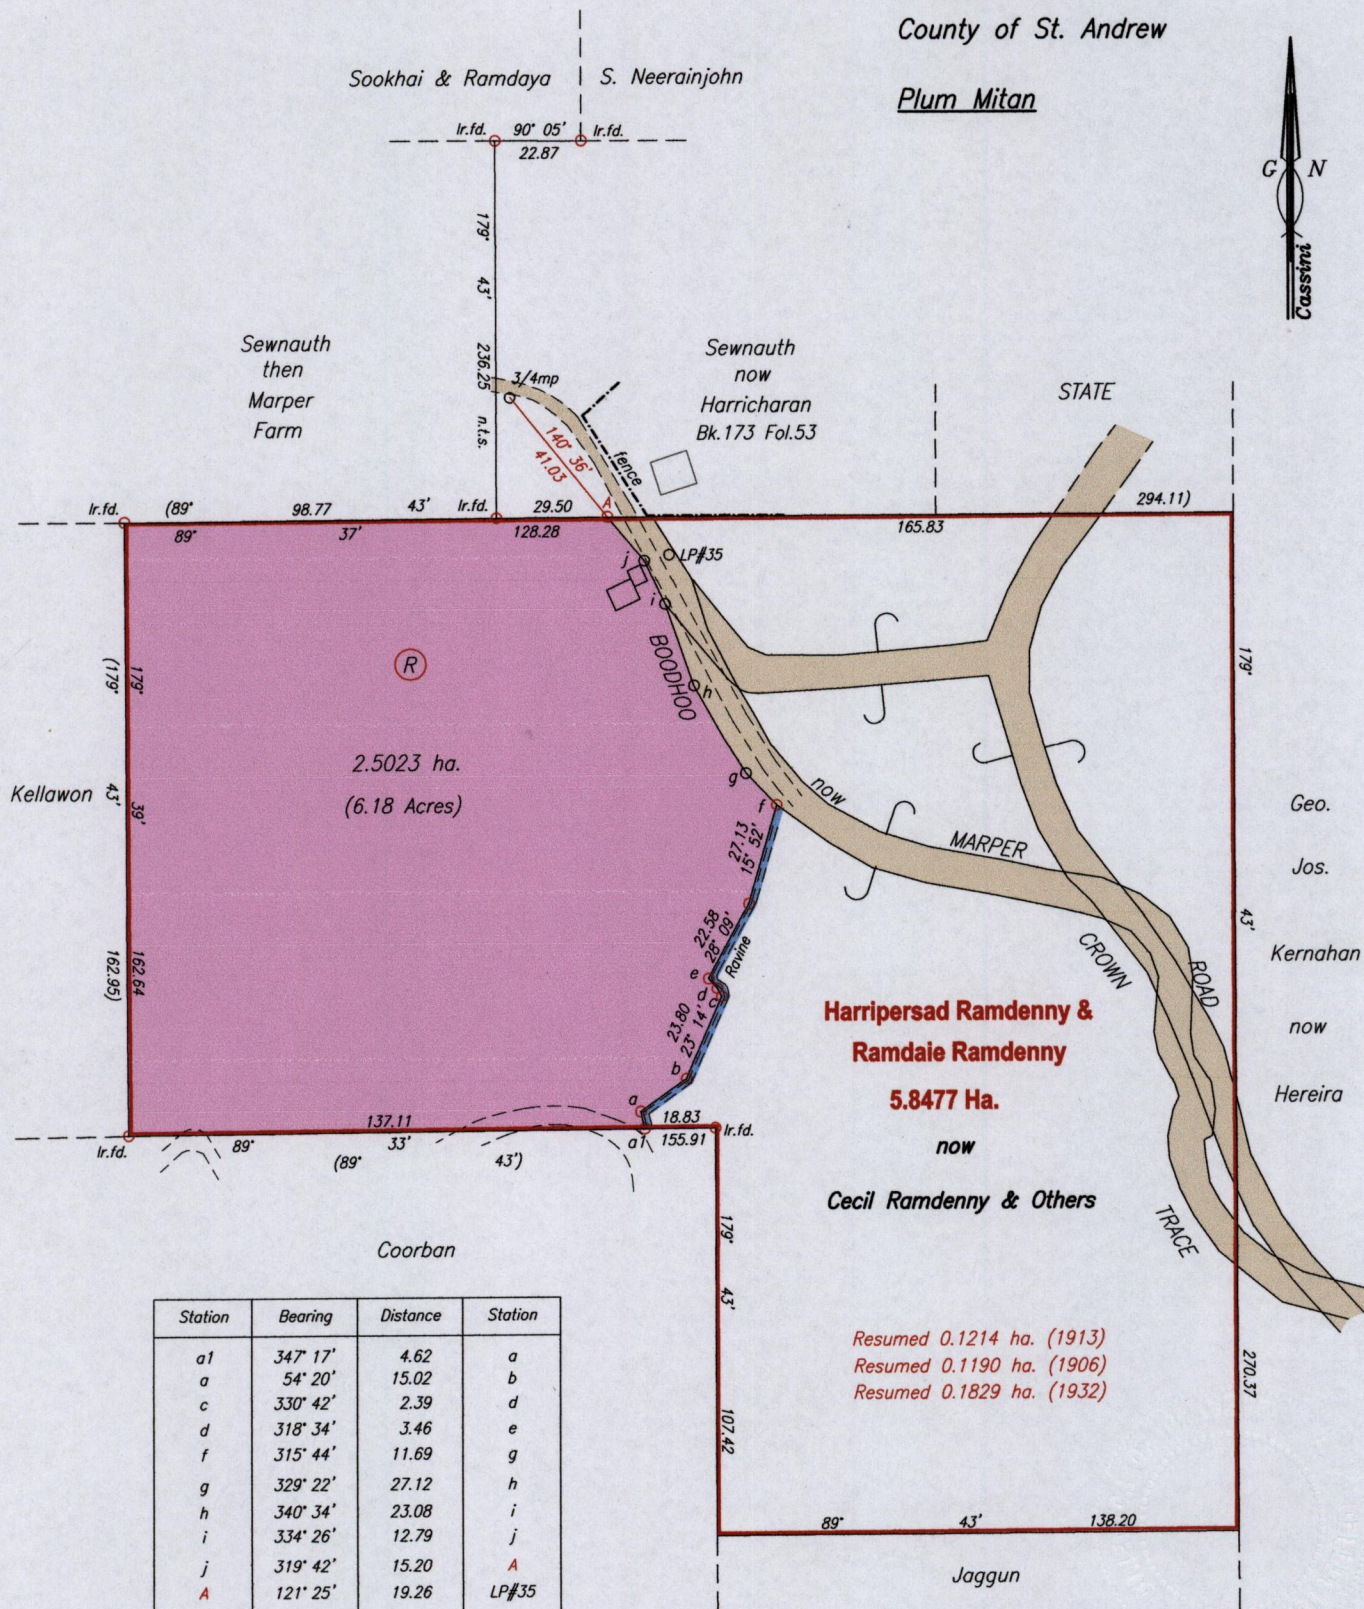 County of St. Andrew
Plum Mitan
G N
Cassini
Sookhai & Ramdaya
S. Neerainjohn
Ir.fd. 90° 05' Ir.fd.
22.87
179° 43' 236.25 n.t.s.
Sewnauth
then
Marper
Farm
3/4mp
140° 36'
41.03
fence
Sewnauth
now
Harricharan
Bk.173 Fol.53
STATE
Ir.fd. (89° 98.77 43' Ir.fd. 29.50 A 294.11)
89° 37' 128.28 165.83
j
LP#35
i
BOODHOO
h
R
2.5023 ha.
(6.18 Acres)
Kellawon
(179° 43' 162.95)
179° 39' 162.64
g
f
now
MARPER
ROAD
CROWN
TRACE
179° 43' 270.37
Geo.
Jos.
Kernahan
now
Hereira
27.13
15° 52'
22.58
28° 09'
Ravine
e
d
c
23.80
23° 14'
b
a
a1
Harripersad Ramdenny &
Ramdaie Ramdenny
5.8477 Ha.
now
Cecil Ramdenny & Others
137.11 18.83 Ir.fd.
Ir.fd. 89° 33' 155.91
(89° 43')
Coorban
179° 43' 107.42
Resumed 0.1214 ha. (1913)
Resumed 0.1190 ha. (1906)
Resumed 0.1829 ha. (1932)
89° 43' 138.20
Jaggun
Station Bearing Distance Station
a1 347° 17' 4.62 a
a 54° 20' 15.02 b
c 330° 42' 2.39 d
d 318° 34' 3.46 e
f 315° 44' 11.69 g
g 329° 22' 27.12 h
h 340° 34' 23.08 i
i 334° 26' 12.79 j
j 319° 42' 15.20 A
A 121° 25' 19.26 LP#35